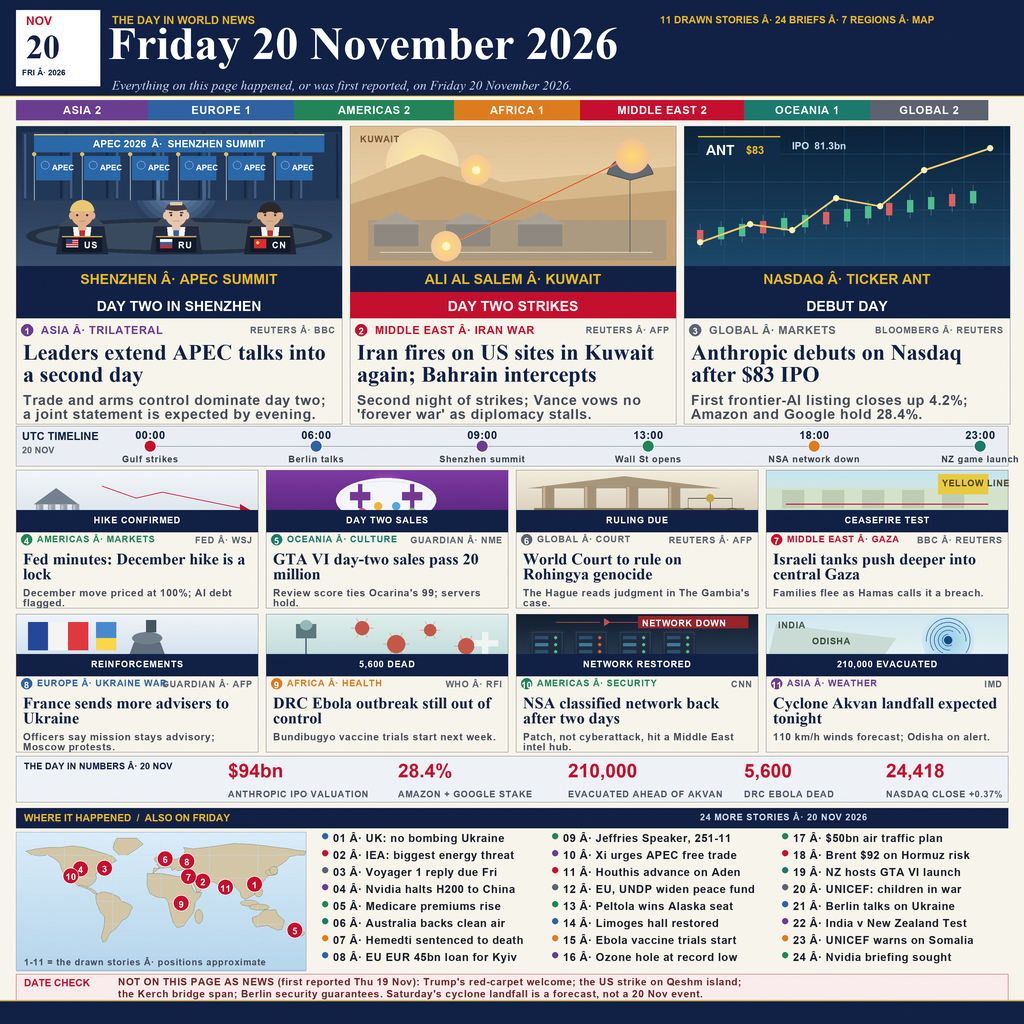 NOV
20
FRI Â· 2026
THE DAY IN WORLD NEWS
11 DRAWN STORIES Â· 24 BRIEFS Â· 7 REGIONS Â· MAP
Friday 20 November 2026
Everything on this page happened, or was first reported, on Friday 20 November 2026.
ASIA 2
EUROPE 1
AMERICAS 2
AFRICA 1
MIDDLE EAST 2
OCEANIA 1
GLOBAL 2
APEC 2026 Â· SHENZHEN SUMMIT
APEC APEC APEC APEC APEC APEC
US
RU
CN
SHENZHEN Â· APEC SUMMIT
DAY TWO IN SHENZHEN
1 ASIA Â· TRILATERAL
REUTERS Â· BBC
Leaders extend APEC talks into
a second day
Trade and arms control dominate day two;
a joint statement is expected by evening.
KUWAIT
ALI AL SALEM Â· KUWAIT
DAY TWO STRIKES
2 MIDDLE EAST Â· IRAN WAR
REUTERS Â· AFP
Iran fires on US sites in Kuwait
again; Bahrain intercepts
Second night of strikes; Vance vows no
'forever war' as diplomacy stalls.
ANT $83
IPO 81.3bn
NASDAQ Â· TICKER ANT
DEBUT DAY
3 GLOBAL Â· MARKETS
BLOOMBERG Â· REUTERS
Anthropic debuts on Nasdaq
after $83 IPO
First frontier-AI listing closes up 4.2%;
Amazon and Google hold 28.4%.
UTC TIMELINE
20 NOV
00:00
Gulf strikes
06:00
Berlin talks
09:00
Shenzhen summit
13:00
Wall St opens
18:00
NSA network down
23:00
NZ game launch
HIKE CONFIRMED
4 AMERICAS Â· MARKETS
FED Â· WSJ
Fed minutes: December hike is a
lock
December move priced at 100%; AI debt
flagged.
DAY TWO SALES
5 OCEANIA Â· CULTURE
GUARDIAN Â· NME
GTA VI day-two sales pass 20
million
Review score ties Ocarina's 99; servers
hold.
RULING DUE
6 GLOBAL Â· COURT
REUTERS Â· AFP
World Court to rule on
Rohingya genocide
The Hague reads judgment in The Gambia's
case.
YELLOW LINE
CEASEFIRE TEST
7 MIDDLE EAST Â· GAZA
BBC Â· REUTERS
Israeli tanks push deeper into
central Gaza
Families flee as Hamas calls it a breach.
REINFORCEMENTS
8 EUROPE Â· UKRAINE WAR
GUARDIAN Â· AFP
France sends more advisers to
Ukraine
Officers say mission stays advisory;
Moscow protests.
5,600 DEAD
9 AFRICA Â· HEALTH
WHO Â· RFI
DRC Ebola outbreak still out of
control
Bundibugyo vaccine trials start next week.
NETWORK DOWN
NETWORK RESTORED
10 AMERICAS Â· SECURITY
CNN
NSA classified network back
after two days
Patch, not cyberattack, hit a Middle East
intel hub.
INDIA
ODISHA
210,000 EVACUATED
11 ASIA Â· WEATHER
IMD
Cyclone Akvan landfall expected
tonight
110 km/h winds forecast; Odisha on alert.
THE DAY IN NUMBERS Â· 20 NOV
$94bn
ANTHROPIC IPO VALUATION
28.4%
AMAZON + GOOGLE STAKE
210,000
EVACUATED AHEAD OF AKVAN
5,600
DRC EBOLA DEAD
24,418
NASDAQ CLOSE +0.37%
WHERE IT HAPPENED / ALSO ON FRIDAY
24 MORE STORIES Â· 20 NOV 2026
10
4
3
6
8
7
2
11
1
9
5
1-11 = the drawn stories Â· positions approximate
01 Â· UK: no bombing Ukraine
02 Â· IEA: biggest energy threat
03 Â· Voyager 1 reply due Fri
04 Â· Nvidia halts H200 to China
05 Â· Medicare premiums rise
06 Â· Australia backs clean air
07 Â· Hemedti sentenced to death
08 Â· EU EUR 45bn loan for Kyiv
09 Â· Jeffries Speaker, 251-11
10 Â· Xi urges APEC free trade
11 Â· Houthis advance on Aden
12 Â· EU, UNDP widen peace fund
13 Â· Peltola wins Alaska seat
14 Â· Limoges hall restored
15 Â· Ebola vaccine trials start
16 Â· Ozone hole at record low
17 Â· $50bn air traffic plan
18 Â· Brent $92 on Hormuz risk
19 Â· NZ hosts GTA VI launch
20 Â· UNICEF: children in war
21 Â· Berlin talks on Ukraine
22 Â· India v New Zealand Test
23 Â· UNICEF warns on Somalia
24 Â· Nvidia briefing sought
DATE CHECK
NOT ON THIS PAGE AS NEWS (first reported Thu 19 Nov): Trump's red-carpet welcome; the US strike on Qeshm island;
the Kerch bridge span; Berlin security guarantees. Saturday's cyclone landfall is a forecast, not a 20 Nov event.